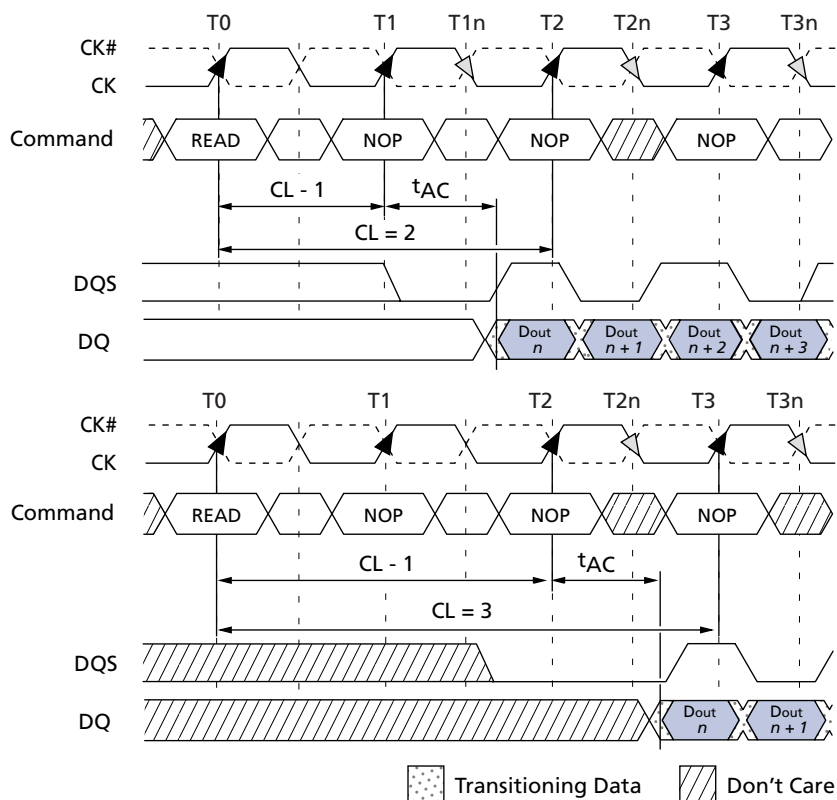 T0 T1 T1n T2 T2n T3 T3n
CK#
CK
Command READ NOP NOP NOP
CL - 1 tAC
CL = 2
DQS
DQ Dout n Dout n + 1 Dout n + 2 Dout n + 3
T0 T1 T2 T2n T3 T3n
CK#
CK
Command READ NOP NOP NOP
CL - 1 tAC
CL = 3
DQS
DQ Dout n Dout n + 1
Transitioning Data Don't Care